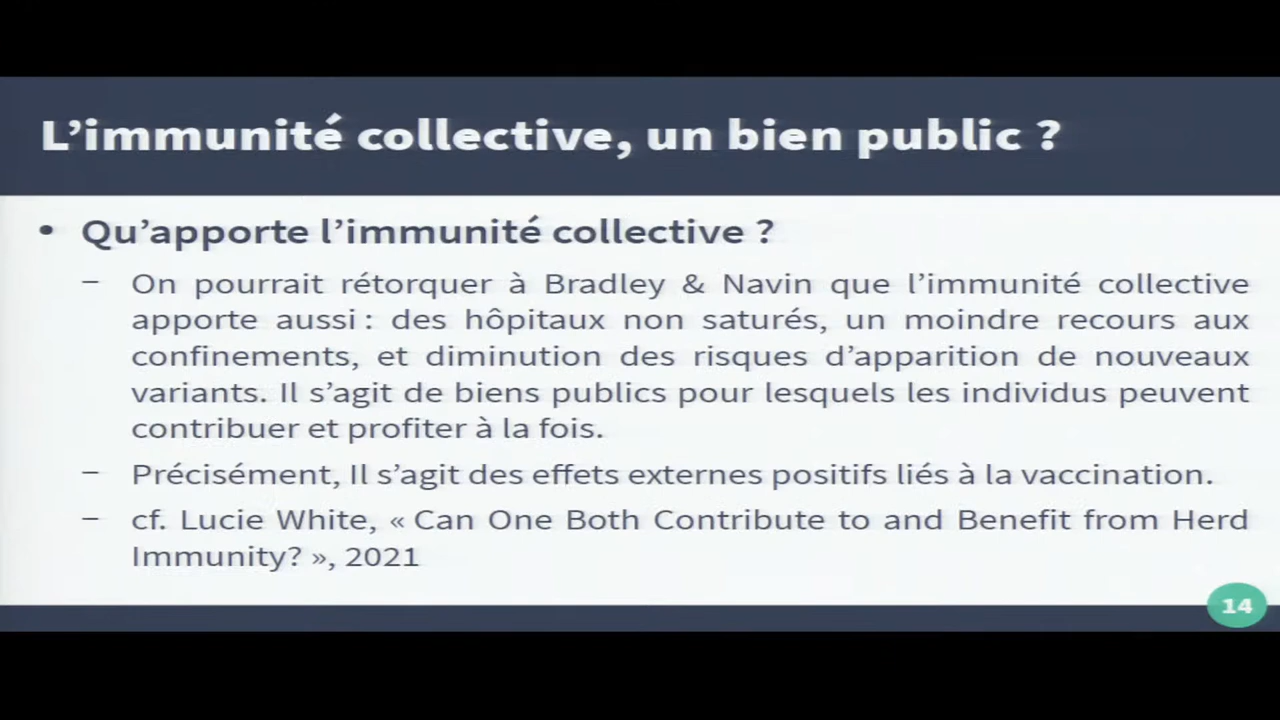 L’immunité collective, un bien public ?
• Qu’apporte l’immunité collective ?
– On pourrait rétorquer à Bradley & Navin que l’immunité collective
apporte aussi : des hôpitaux non saturés, un moindre recours aux
confinements, et diminution des risques d’apparition de nouveaux
variants. Il s’agit de biens publics pour lesquels les individus peuvent
contribuer et profiter à la fois.
– Précisément, Il s’agit des effets externes positifs liés à la vaccination.
– cf. Lucie White, « Can One Both Contribute to and Benefit from Herd
Immunity? », 2021
14